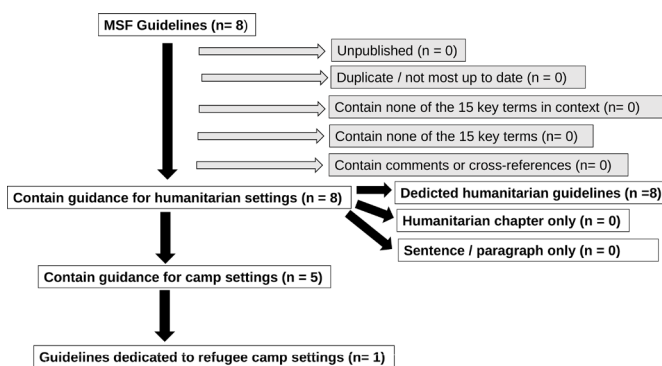 MSF Guidelines (n= 8)
Unpublished (n = 0)
Duplicate / not most up to date (n= 0)
Contain none of the 15 key terms in context (n= 0)
Contain none of the 15 key terms (n= 0)
Contain comments or cross-references (n= 0)
Contain guidance for humanitarian settings (n = 8)
Dedicted humanitarian guidelines (n =8)
Humanitarian chapter only (n = 0)
Sentence / paragraph only (n = 0)
Contain guidance for camp settings (n = 5)
Guidelines dedicated to refugee camp settings (n= 1)